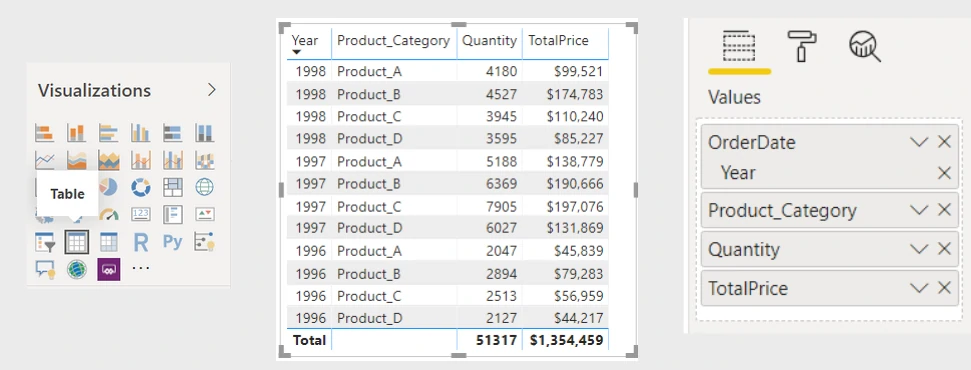 Visualizations
Table
123
R Py
...
Year Product_Category Quantity TotalPrice
1998 Product_A 4180 $99,521
1998 Product_B 4527 $174,783
1998 Product_C 3945 $110,240
1998 Product_D 3595 $85,227
1997 Product_A 5188 $138,779
1997 Product_B 6369 $190,666
1997 Product_C 7905 $197,076
1997 Product_D 6027 $131,869
1996 Product_A 2047 $45,839
1996 Product_B 2894 $79,283
1996 Product_C 2513 $56,959
1996 Product_D 2127 $44,217
Total 51317 $1,354,459
Values
OrderDate
Year
Product_Category
Quantity
TotalPrice